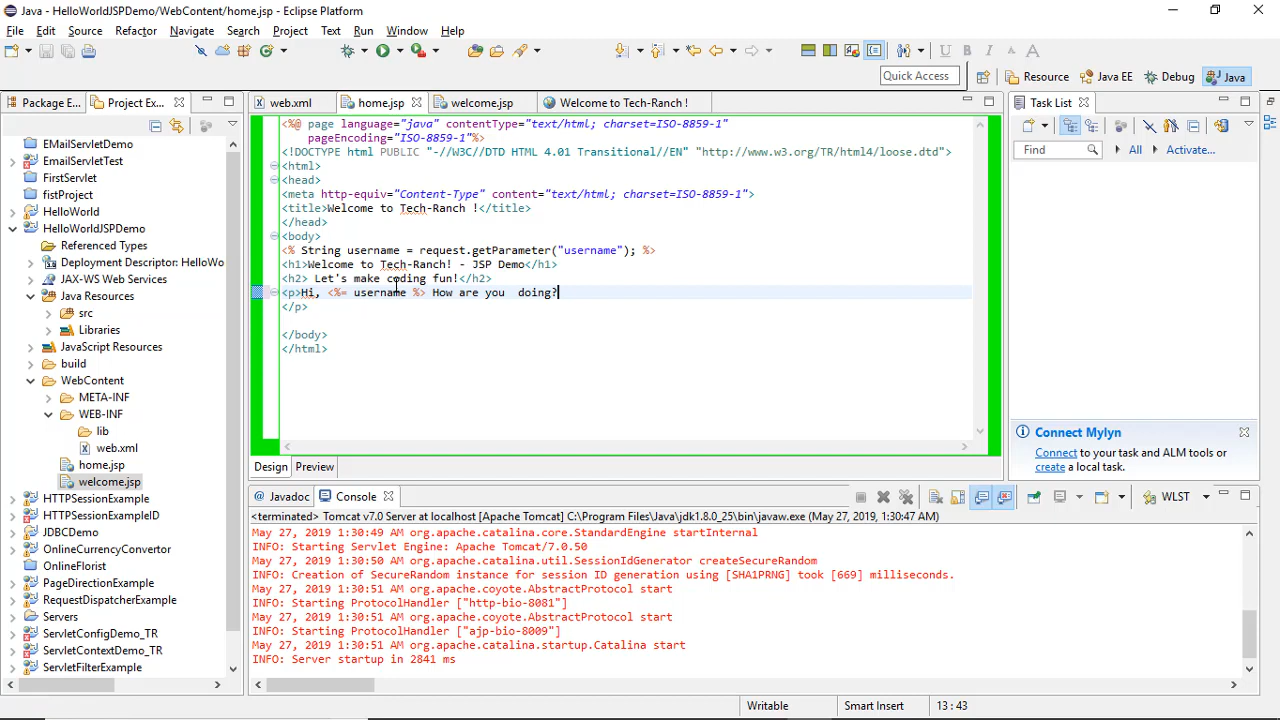 Java - HelloWorldJSPDemo/WebContent/home.jsp - Eclipse Platform
File Edit Source Refactor Navigate Search Project Run Text Window Help
Quick Access Resource Java EE Debug Java
Package E... Project Ex...
EMailServletDemo
EmailServletTest
FirstServlet
fistProject
HelloWorld
HelloWorldJSPDemo
Referenced Types
Deployment Descriptor: HelloWo
JAX-WS Web Services
Java Resources
src
Libraries
JavaScript Resources
build
WebContent
META-INF
WEB-INF
lib
web.xml
home.jsp
welcome.jsp
HTTPSessionExample
HTTPSessionExampleID
JDBCDemo
OnlineCurrencyConvertor
OnlineFlorist
PageDirectionExample
RequestDispatcherExample
Servers
ServletConfigDemo_TR
ServletContextDemo_TR
ServletFilterExample
web.xml home.jsp welcome.jsp Welcome to Tech-Ranch !
<%@ page language="java" contentType="text/html; charset=ISO-8859-1"
pageEncoding="ISO-8859-1"%>
<!DOCTYPE html PUBLIC "-//W3C//DTD HTML 4.01 Transitional//EN" "http://www.w3.org/TR/html4/loose.dtd">
<html>
<head>
<meta http-equiv="Content-Type" content="text/html; charset=ISO-8859-1">
<title>Welcome to Tech-Ranch !</title>
</head>
<body>
<% String username = request.getParameter("username"); %>
<h1>Welcome to Tech-Ranch! - JSP Demo</h1>
<h2> Let's make coding fun!</h2>
<p>Hi, <%= username %> How are you  doing?
</p>
</body>
</html>
Design Preview
Task List
Find All Activate...
Connect Mylyn
Connect to your task and ALM tools or
create a local task.
Javadoc Console WLST
<terminated> Tomcat v7.0 Server at localhost [Apache Tomcat] C:\Program Files\Java\jdk1.8.0_25\bin\javaw.exe (May 27, 2019, 1:30:47 AM)
May 27, 2019 1:30:49 AM org.apache.catalina.core.StandardEngine startInternal
INFO: Starting Servlet Engine: Apache Tomcat/7.0.50
May 27, 2019 1:30:50 AM org.apache.catalina.util.SessionIdGenerator createSecureRandom
INFO: Creation of SecureRandom instance for session ID generation using [SHA1PRNG] took [669] milliseconds.
May 27, 2019 1:30:51 AM org.apache.coyote.AbstractProtocol start
INFO: Starting ProtocolHandler ["http-bio-8081"]
May 27, 2019 1:30:51 AM org.apache.coyote.AbstractProtocol start
INFO: Starting ProtocolHandler ["ajp-bio-8009"]
May 27, 2019 1:30:51 AM org.apache.catalina.startup.Catalina start
INFO: Server startup in 2841 ms
Writable Smart Insert 13 : 43